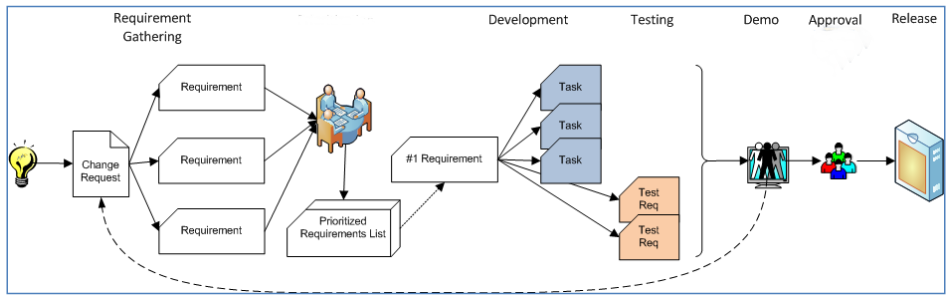 Requirement
Gathering
Development
Testing
Demo
Approval
Release
Requirement
Requirement
Requirement
Change
Request
Prioritized
Requirements List
#1 Requirement
Task
Task
Task
Test
Req
Test
Req